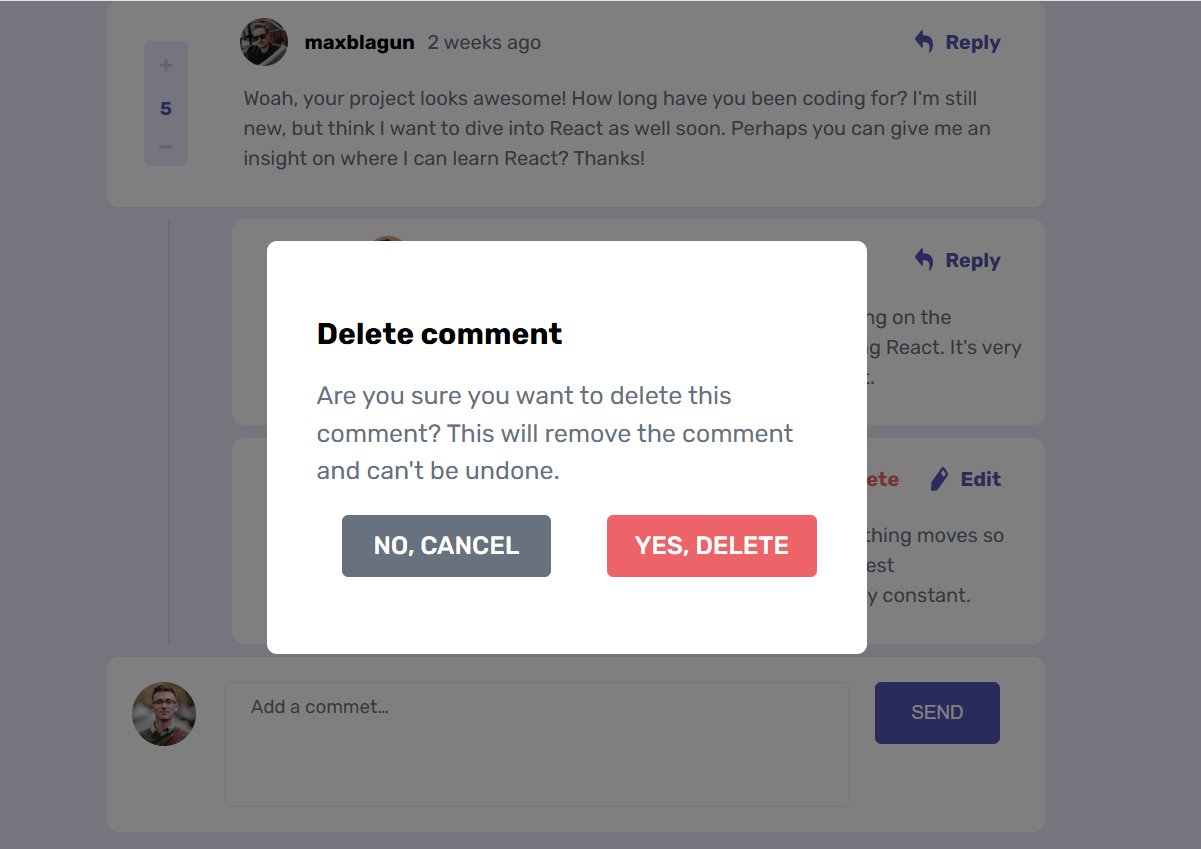 maxblagun 2 weeks ago Reply
+
5
−
Woah, your project looks awesome! How long have you been coding for? I'm still
new, but think I want to dive into React as well soon. Perhaps you can give me an
insight on where I can learn React? Thanks!
Reply
on the
React. It's very
Delete comment
Are you sure you want to delete this
comment? This will remove the comment
and can't be undone.
NO, CANCEL YES, DELETE
Edit
moves so
constant.
Add a commet…
SEND